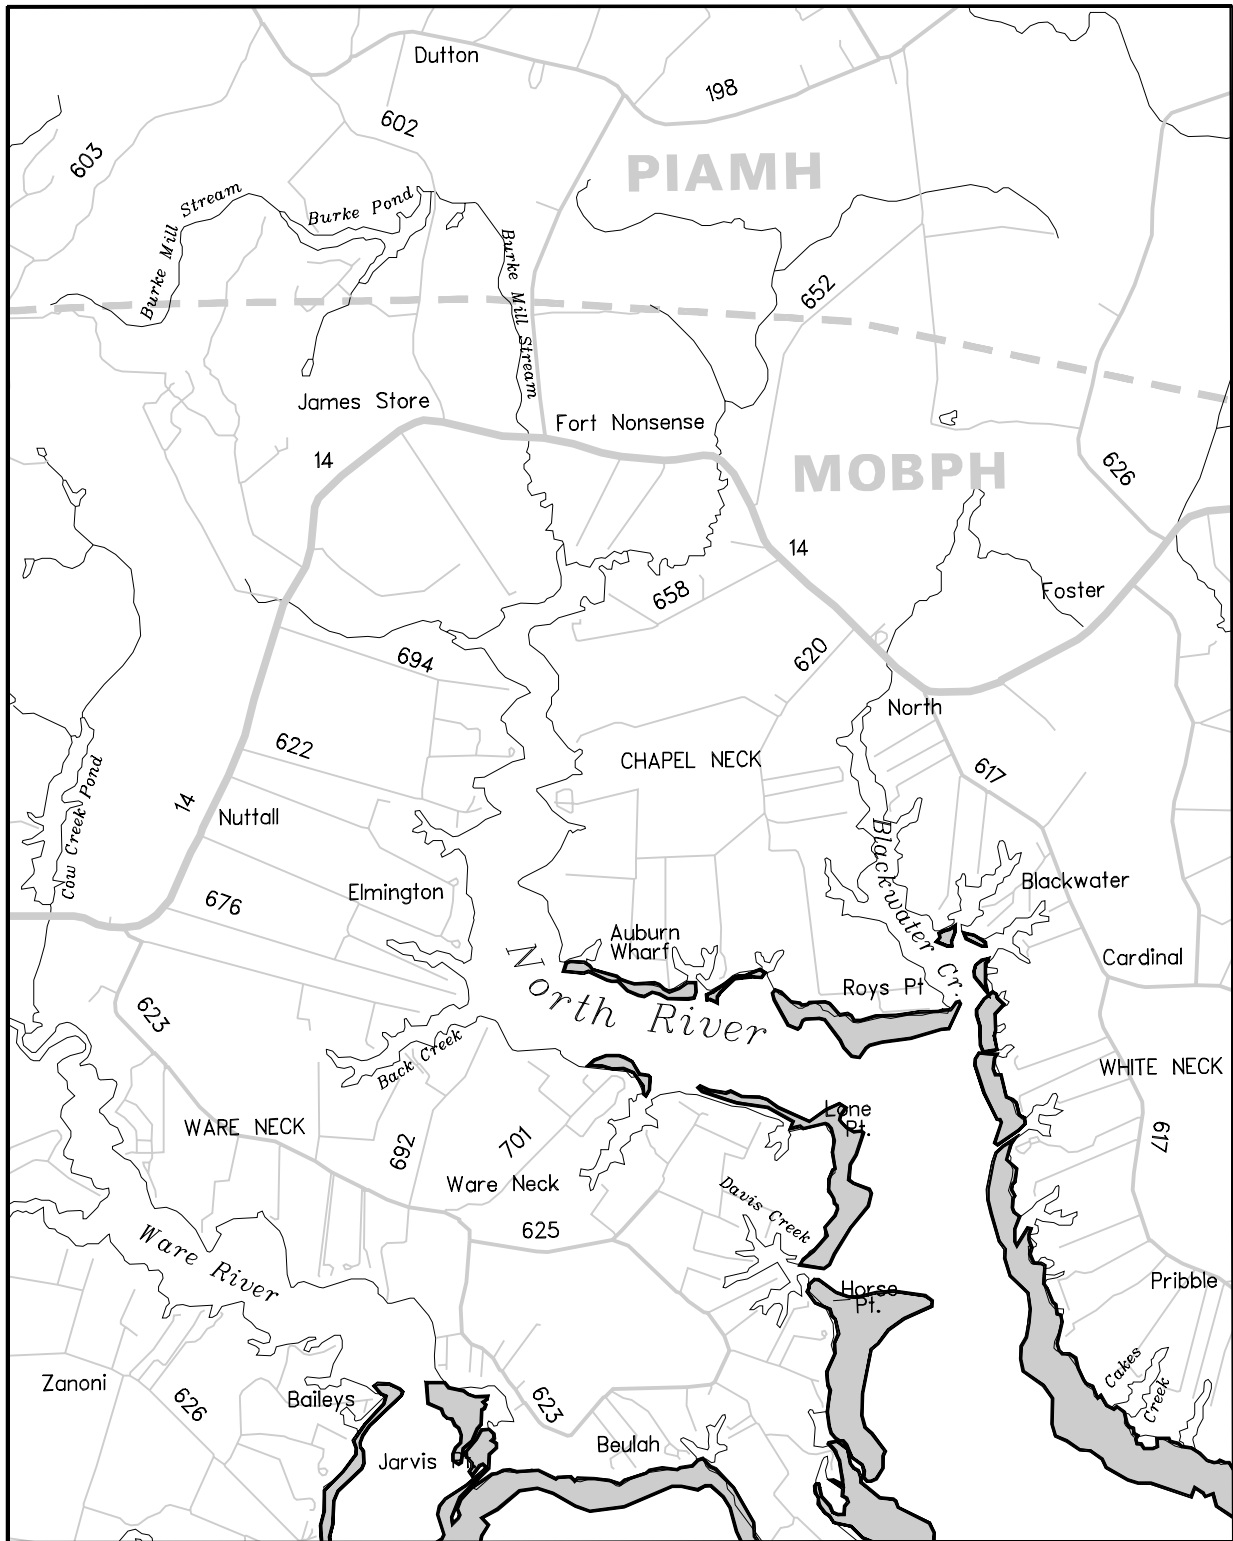 Dutton
198
602
603
PIAMH
Burke Pond
Burke Mill Stream
Burke Mill Stream
652
James Store
Fort Nonsense
14
MOBPH
626
14
Foster
658
620
694
North
622
CHAPEL NECK
617
14
Nuttall
Cow Creek Pond
Blackwater Cr.
Elmington
Blackwater
676
Auburn
Wharf
Cardinal
North River
Roys Pt
623
Back Creek
WHITE NECK
Lone
Pt.
WARE NECK
692
701
617
Ware Neck
Davis Creek
625
Ware River
Pribble
Horse
Pt.
Zanoni
626
Baileys
623
Cakes
Creek
Beulah
Jarvis Pt